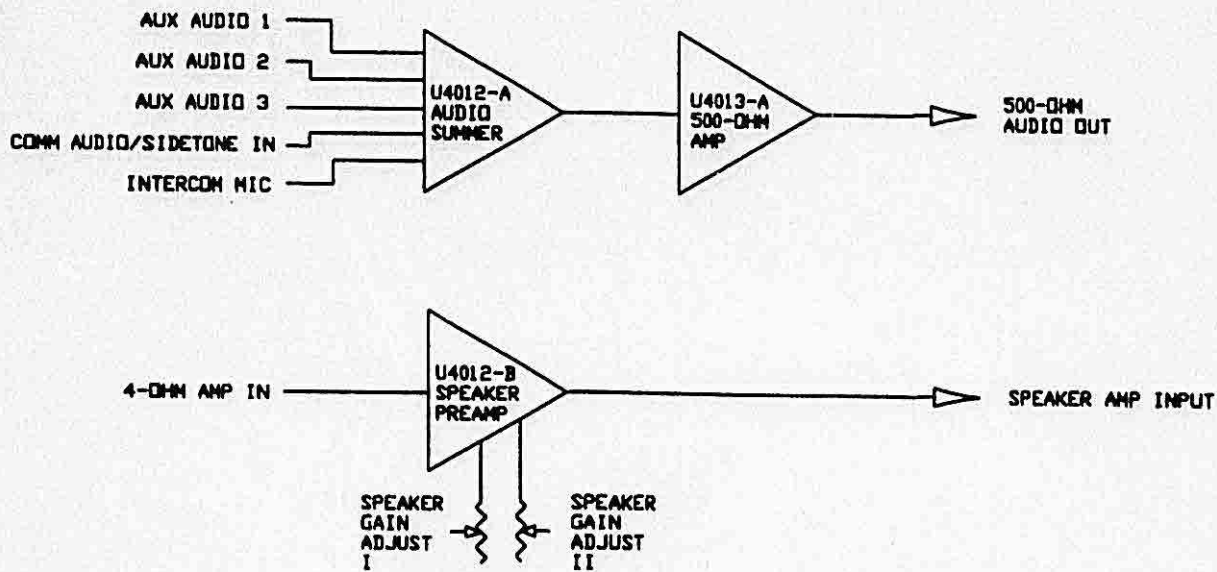 AUX AUDIO 1
AUX AUDIO 2
AUX AUDIO 3
COMM AUDIO/SIDETONE IN
INTERCOM MIC
U4012-A
AUDIO
SUMMER
U4013-A
500-OHM
AMP
500-OHM
AUDIO OUT
4-OHM AMP IN
U4012-B
SPEAKER
PREAMP
SPEAKER AMP INPUT
SPEAKER
GAIN
ADJUST
I
SPEAKER
GAIN
ADJUST
II